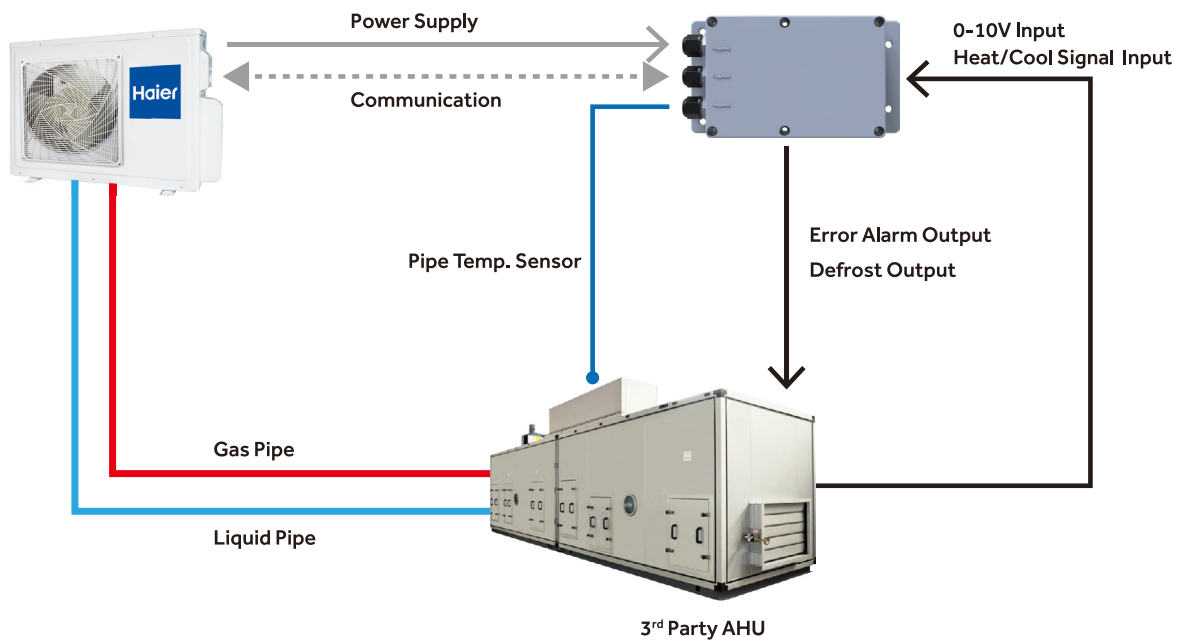 Power Supply
Communication
Haier
0-10V Input
Heat/Cool Signal Input
Pipe Temp. Sensor
Error Alarm Output
Defrost Output
Gas Pipe
Liquid Pipe
3rd Party AHU